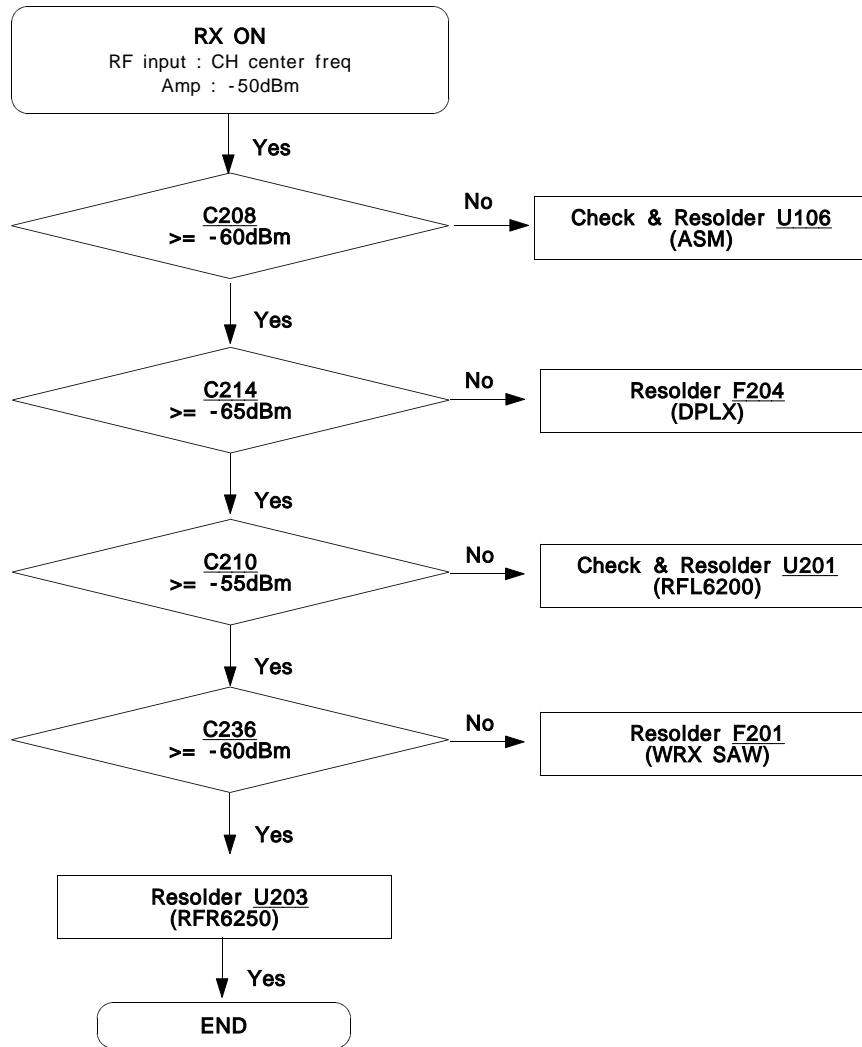 RX ON
RF input : CH center freq
Amp : -50dBm
Yes
C208
>= -60dBm
No
Check & Resolder U106
(ASM)
Yes
C214
>= -65dBm
No
Resolder F204
(DPLX)
Yes
C210
>= -55dBm
No
Check & Resolder U201
(RFL6200)
Yes
C236
>= -60dBm
No
Resolder F201
(WRX SAW)
Yes
Resolder U203
(RFR6250)
Yes
END